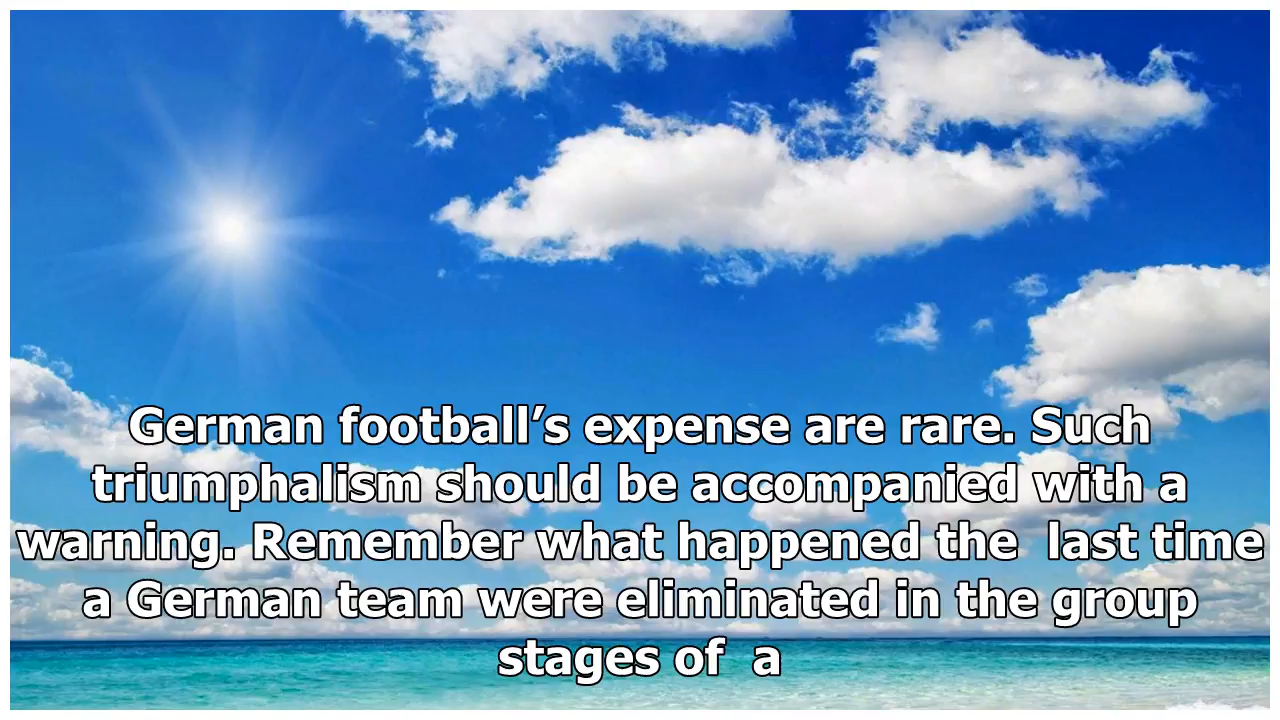 German football’s expense are rare. Such
triumphalism should be accompanied with a
warning. Remember what happened the  last time
a German team were eliminated in the group
stages of  a